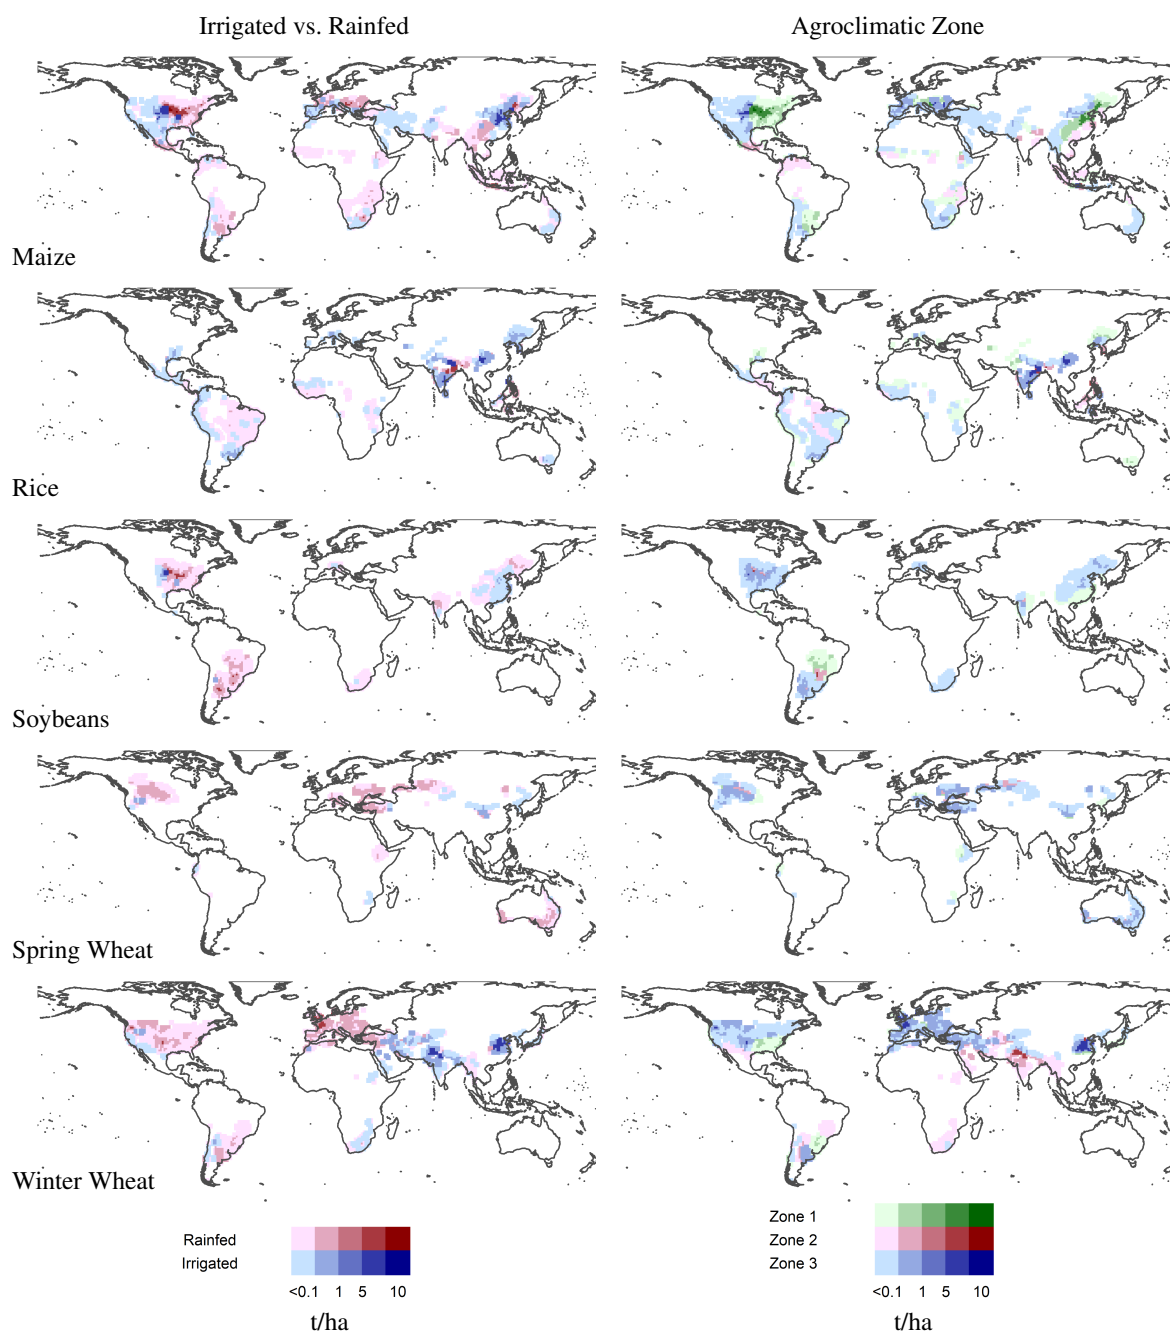 Irrigated vs. Rainfed
Agroclimatic Zone
Maize
Rice
Soybeans
Spring Wheat
Winter Wheat
Rainfed
Irrigated
<0.1 1 5 10
t/ha
Zone 1
Zone 2
Zone 3
<0.1 1 5 10
t/ha